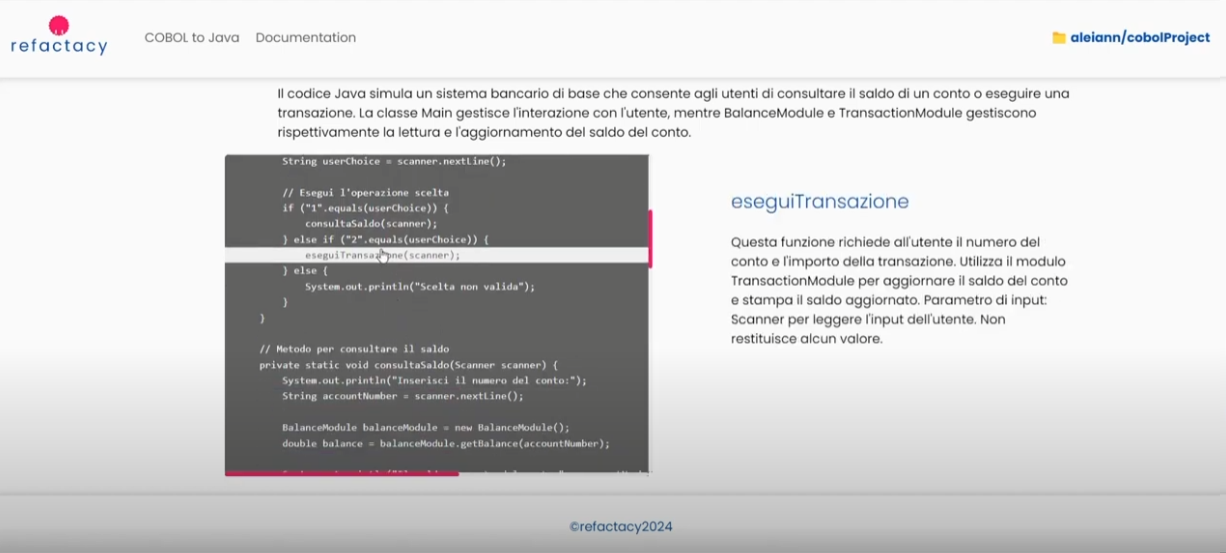 refactacy
COBOL to Java
Documentation
aleiann/cobolProject
Il codice Java simula un sistema bancario di base che consente agli utenti di consultare il saldo di un conto o eseguire una
transazione. La classe Main gestisce l'interazione con l'utente, mentre BalanceModule e TransactionModule gestiscono
rispettivamente la lettura e l'aggiornamento del saldo del conto.
String userChoice = scanner.nextLine();
// Esegui l'operazione scelta
if ("1".equals(userChoice)) {
consultaSaldo(scanner);
} else if ("2".equals(userChoice)) {
eseguiTransazione(scanner);
} else {
System.out.println("Scelta non valida");
}
}
// Metodo per consultare il saldo
private static void consultaSaldo(Scanner scanner) {
System.out.println("Inserisci il numero del conto:");
String accountNumber = scanner.nextLine();
BalanceModule balanceModule = new BalanceModule();
double balance = balanceModule.getBalance(accountNumber);
eseguiTransazione
Questa funzione richiede all'utente il numero del
conto e l'importo della transazione. Utilizza il modulo
TransactionModule per aggiornare il saldo del conto
e stampa il saldo aggiornato. Parametro di input:
Scanner per leggere l'input dell'utente. Non
restituisce alcun valore.
©refactacy2024